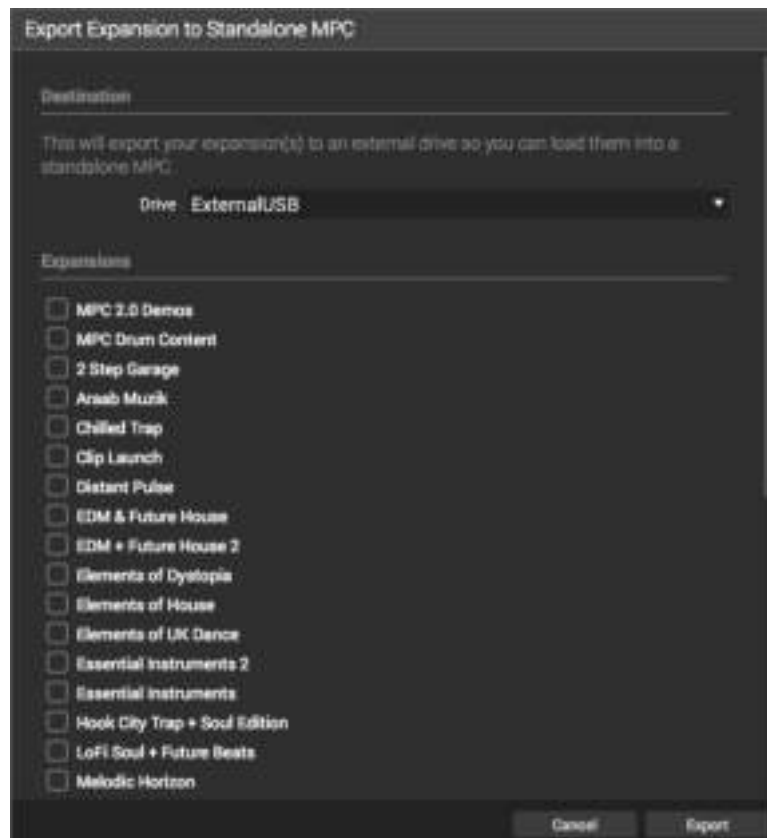 Export Expansion to Standalone MPC
Destination
This will export your expansion(s) to an external drive so you can load them into a
standalone MPC
Drive ExternalUSB
Expansions
MPC 2.0 Demos
MPC Drum Content
2 Step Garage
Araab Muzik
Chilled Trap
Clip Launch
Distant Pulse
EDM & Future House
EDM + Future House 2
Elements of Dystopia
Elements of House
Elements of UK Dance
Essential Instruments 2
Essential Instruments
Hook City Trap + Soul Edition
LoFi Soul + Future Beats
Melodic Horizon
Cancel Export